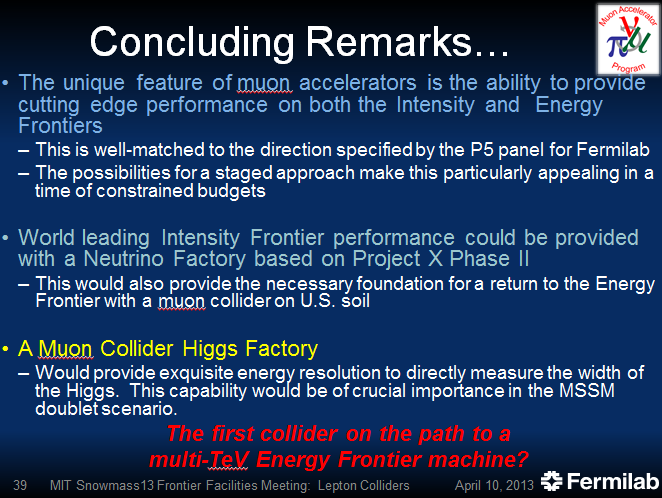 Concluding Remarks…
Muon Accelerator
Program
• The unique feature of muon accelerators is the ability to provide
cutting edge performance on both the Intensity and Energy
Frontiers
– This is well-matched to the direction specified by the P5 panel for Fermilab
– The possibilities for a staged approach make this particularly appealing in a
time of constrained budgets
• World leading Intensity Frontier performance could be provided
with a Neutrino Factory based on Project X Phase II
– This would also provide the necessary foundation for a return to the Energy
Frontier with a muon collider on U.S. soil
• A Muon Collider Higgs Factory
– Would provide exquisite energy resolution to directly measure the width of
the Higgs. This capability would be of crucial importance in the MSSM
doublet scenario.
The first collider on the path to a
multi-TeV Energy Frontier machine?
39 MIT Snowmass13 Frontier Facilities Meeting: Lepton Colliders April 10, 2013 Fermilab